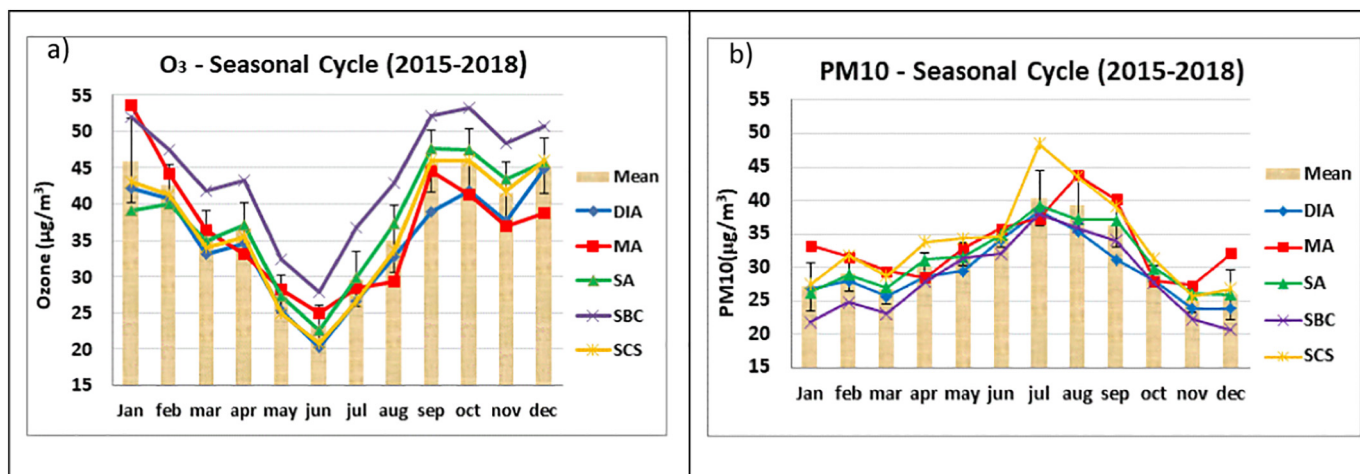 a)
O₃ - Seasonal Cycle (2015-2018)
Ozone (µg/m³)
55
50
45
40
35
30
25
20
15
Jan feb mar apr may jun jul aug sep oct nov dec
Mean
DIA
MA
SA
SBC
SCS
b)
PM10 - Seasonal Cycle (2015-2018)
PM10(µg/m³)
55
50
45
40
35
30
25
20
15
Jan feb mar apr may jun jul aug sep oct nov dec
Mean
DIA
MA
SA
SBC
SCS